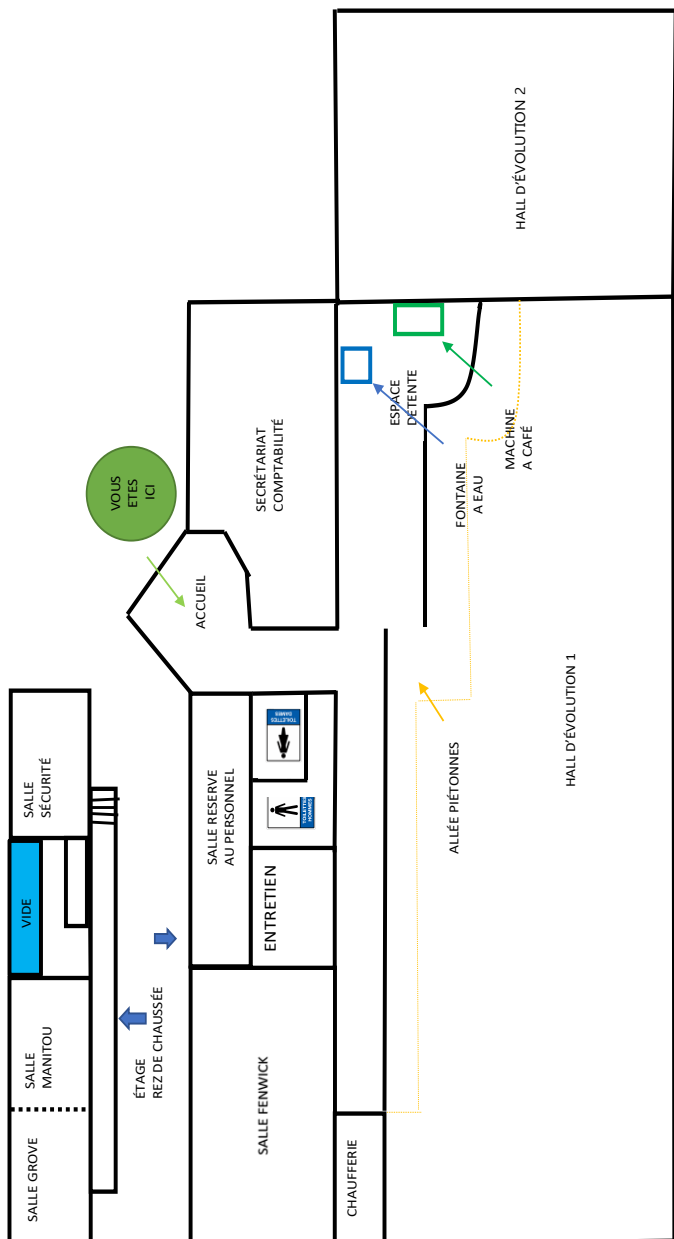 SALLE GROVE
SALLE
MANITOU
VIDE
SALLE
SÉCURITÉ
ÉTAGE
REZ DE CHAUSSÉE
VOUS
ETES
ICI
ACCUEIL
SALLE FENWICK
ENTRETIEN
SALLE RESERVE
AU PERSONNEL
TOILETTES
HOMMES
TOILETTES
DAMES
SECRÉTARIAT
COMPTABILITÉ
CHAUFFERIE
ESPACE
DÉTENTE
ALLÉE PIÉTONNES
FONTAINE
A EAU
MACHINE
A CAFÉ
HALL D'ÉVOLUTION 1
HALL D'ÉVOLUTION 2